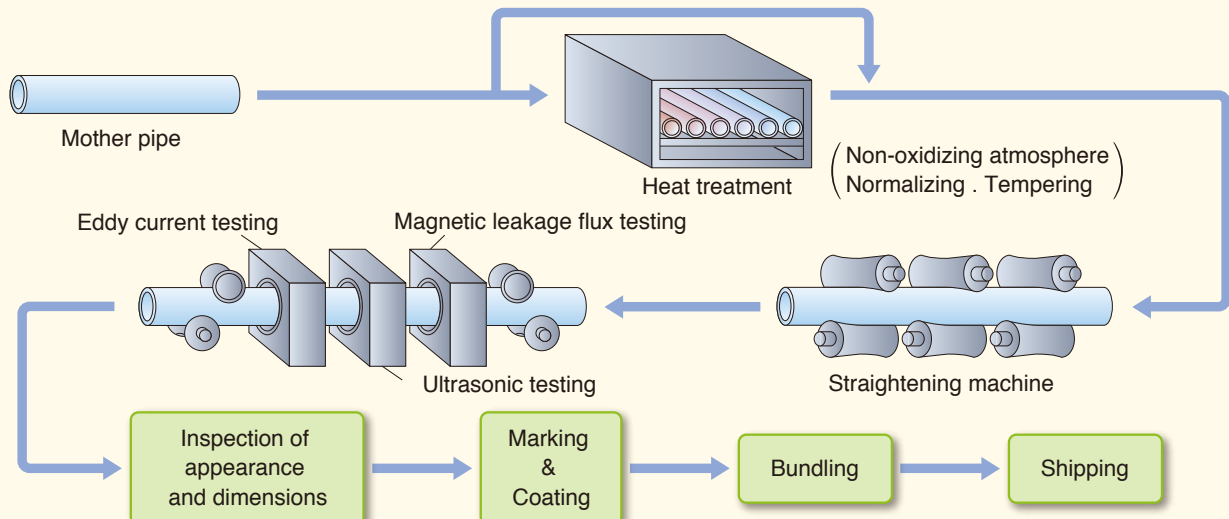 Mother pipe
Heat treatment
(Non-oxidizing atmosphere
Normalizing . Tempering)
Eddy current testing
Magnetic leakage flux testing
Ultrasonic testing
Straightening machine
Inspection of
appearance
and dimensions
Marking
&
Coating
Bundling
Shipping